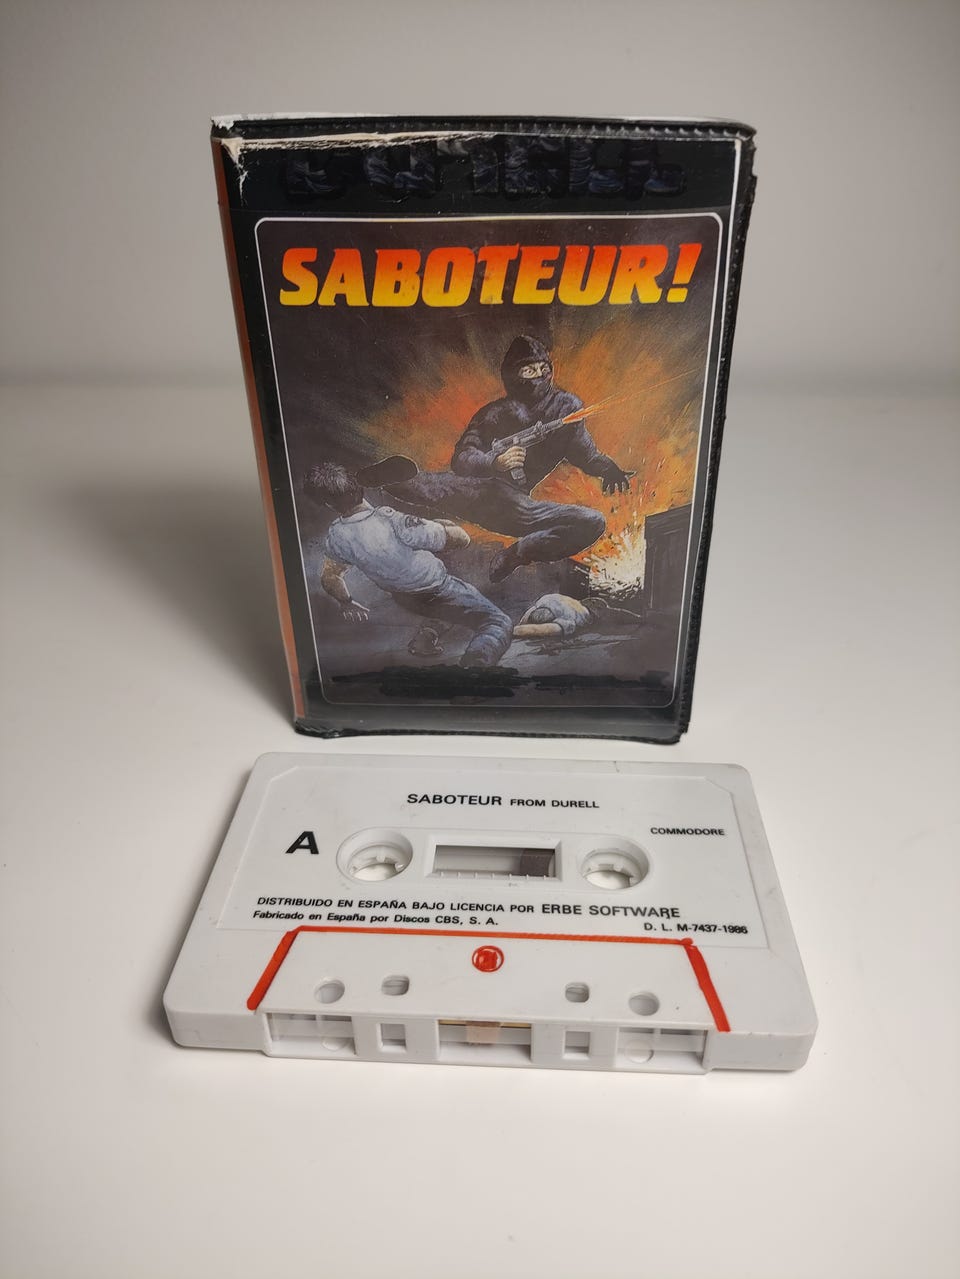 SABOTEUR!
SABOTEUR FROM DURELL
COMMODORE
A
DISTRIBUIDO EN ESPAÑA BAJO LICENCIA POR ERBE SOFTWARE
Fabricado en España por Discos CBS, S. A.
D. L. M-7437-1986